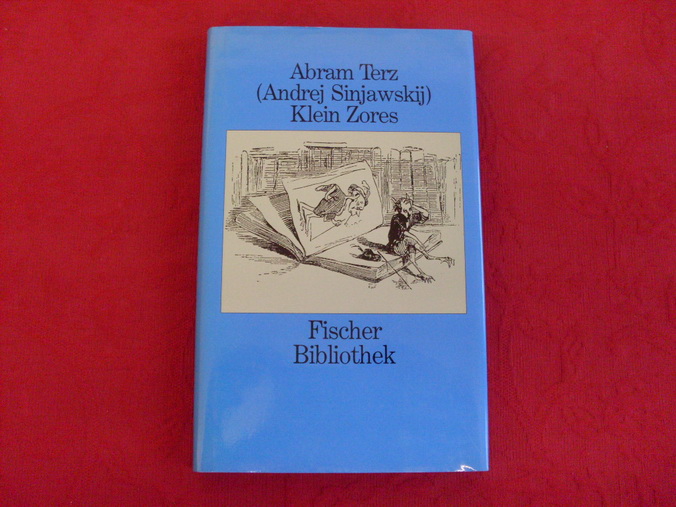 Abram Terz
(Andrej Sinjawskij)
Klein Zores
Fischer
Bibliothek